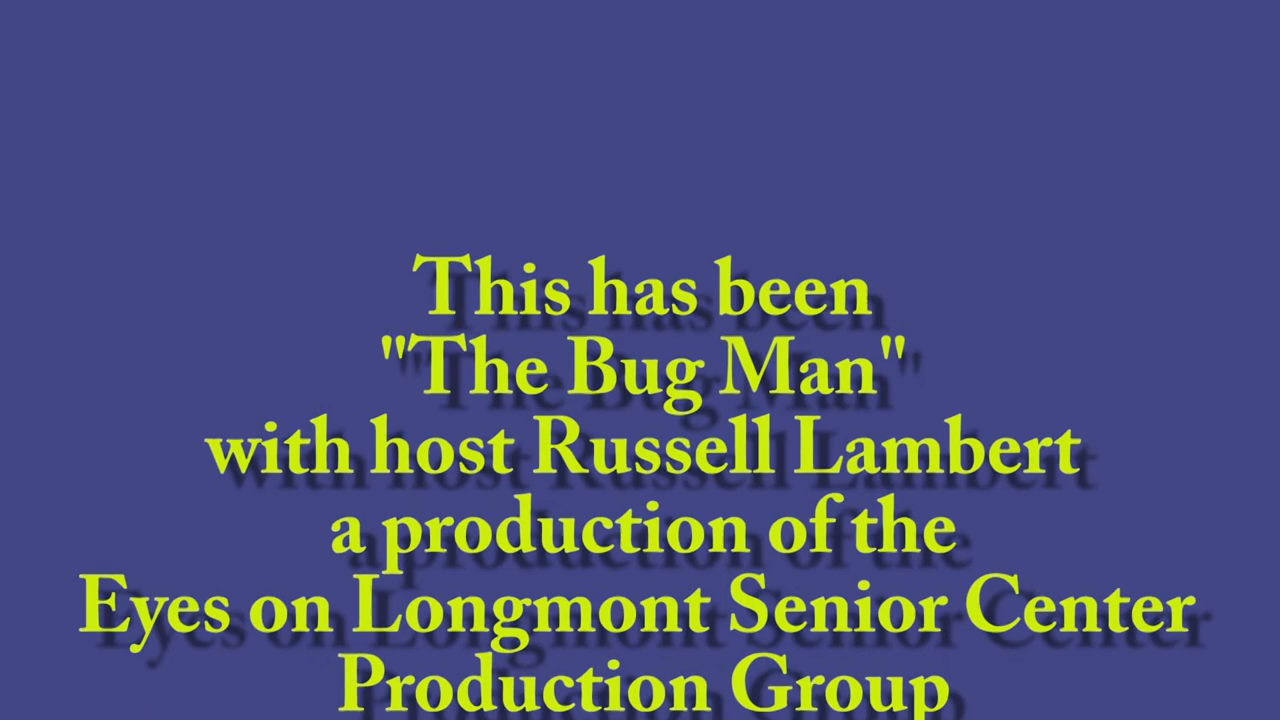 This has been
"The Bug Man"
with host Russell Lambert
a production of the
Eyes on Longmont Senior Center
Production Group